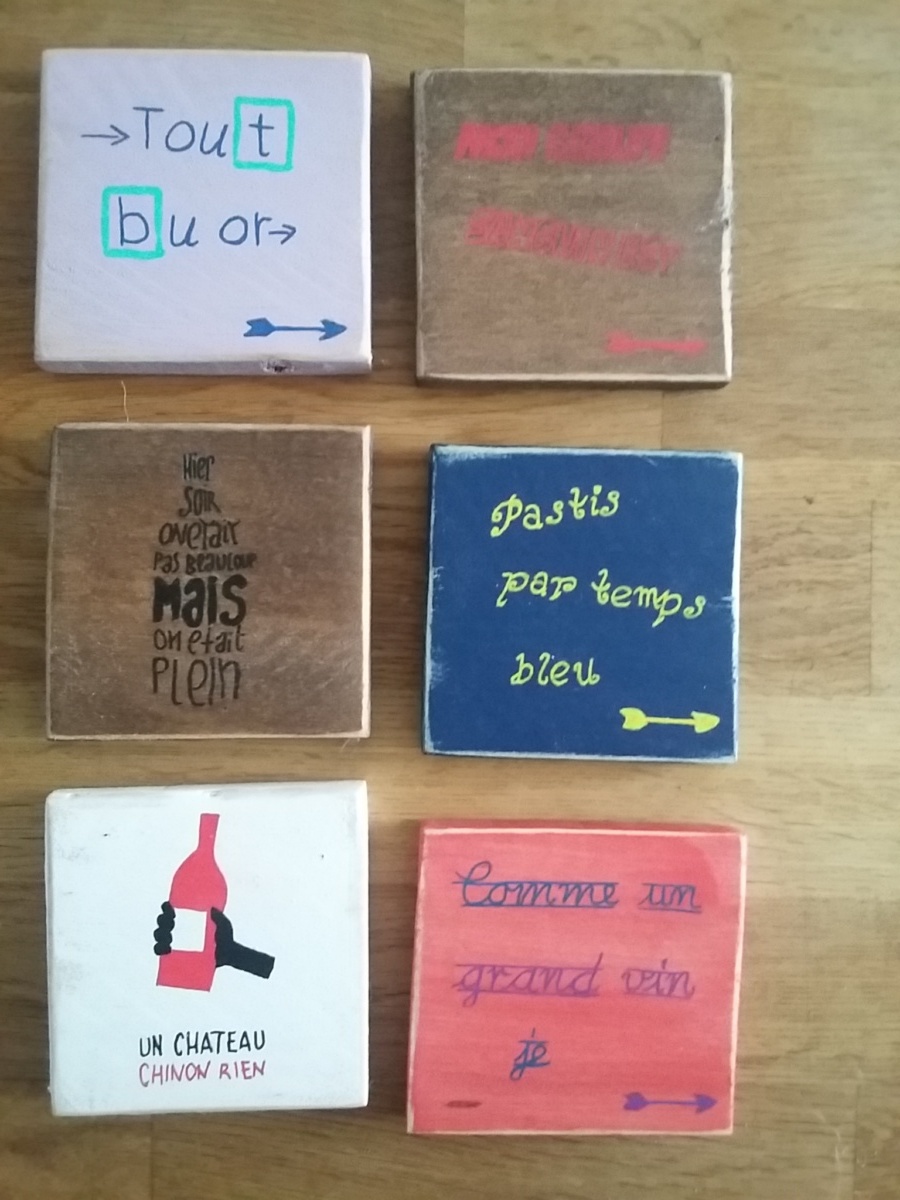 →Tout
bu or→
Hier
SOIR
ON ETAIT
PAS BEAUCOUP
MAIS
on etait
PLEIN
Pastis
par temps
bleu
UN CHATEAU
CHINON RIEN
Comme un
grand vin
je